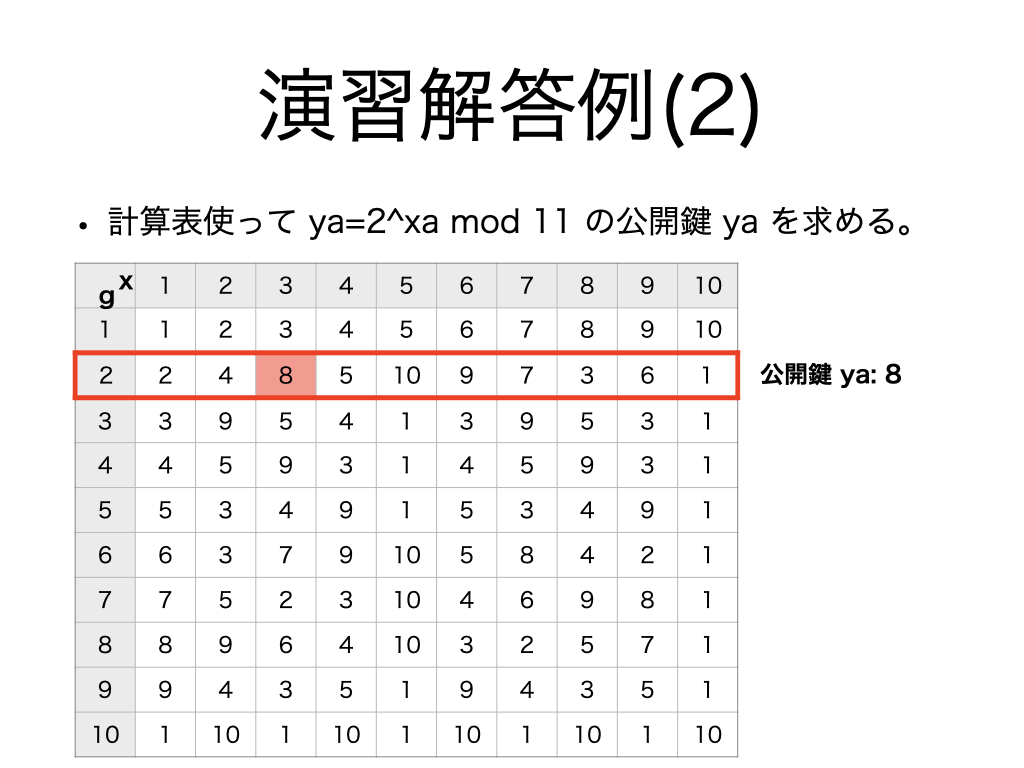 演習解答例(2)
• 計算表使って ya=2^xa mod 11 の公開鍵 ya を求める。
g x 1 2 3 4 5 6 7 8 9 10
1 1 2 3 4 5 6 7 8 9 10
2 2 4 8 5 10 9 7 3 6 1 公開鍵 ya: 8
3 3 9 5 4 1 3 9 5 3 1
4 4 5 9 3 1 4 5 9 3 1
5 5 3 4 9 1 5 3 4 9 1
6 6 3 7 9 10 5 8 4 2 1
7 7 5 2 3 10 4 6 9 8 1
8 8 9 6 4 10 3 2 5 7 1
9 9 4 3 5 1 9 4 3 5 1
10 1 10 1 10 1 10 1 10 1 10